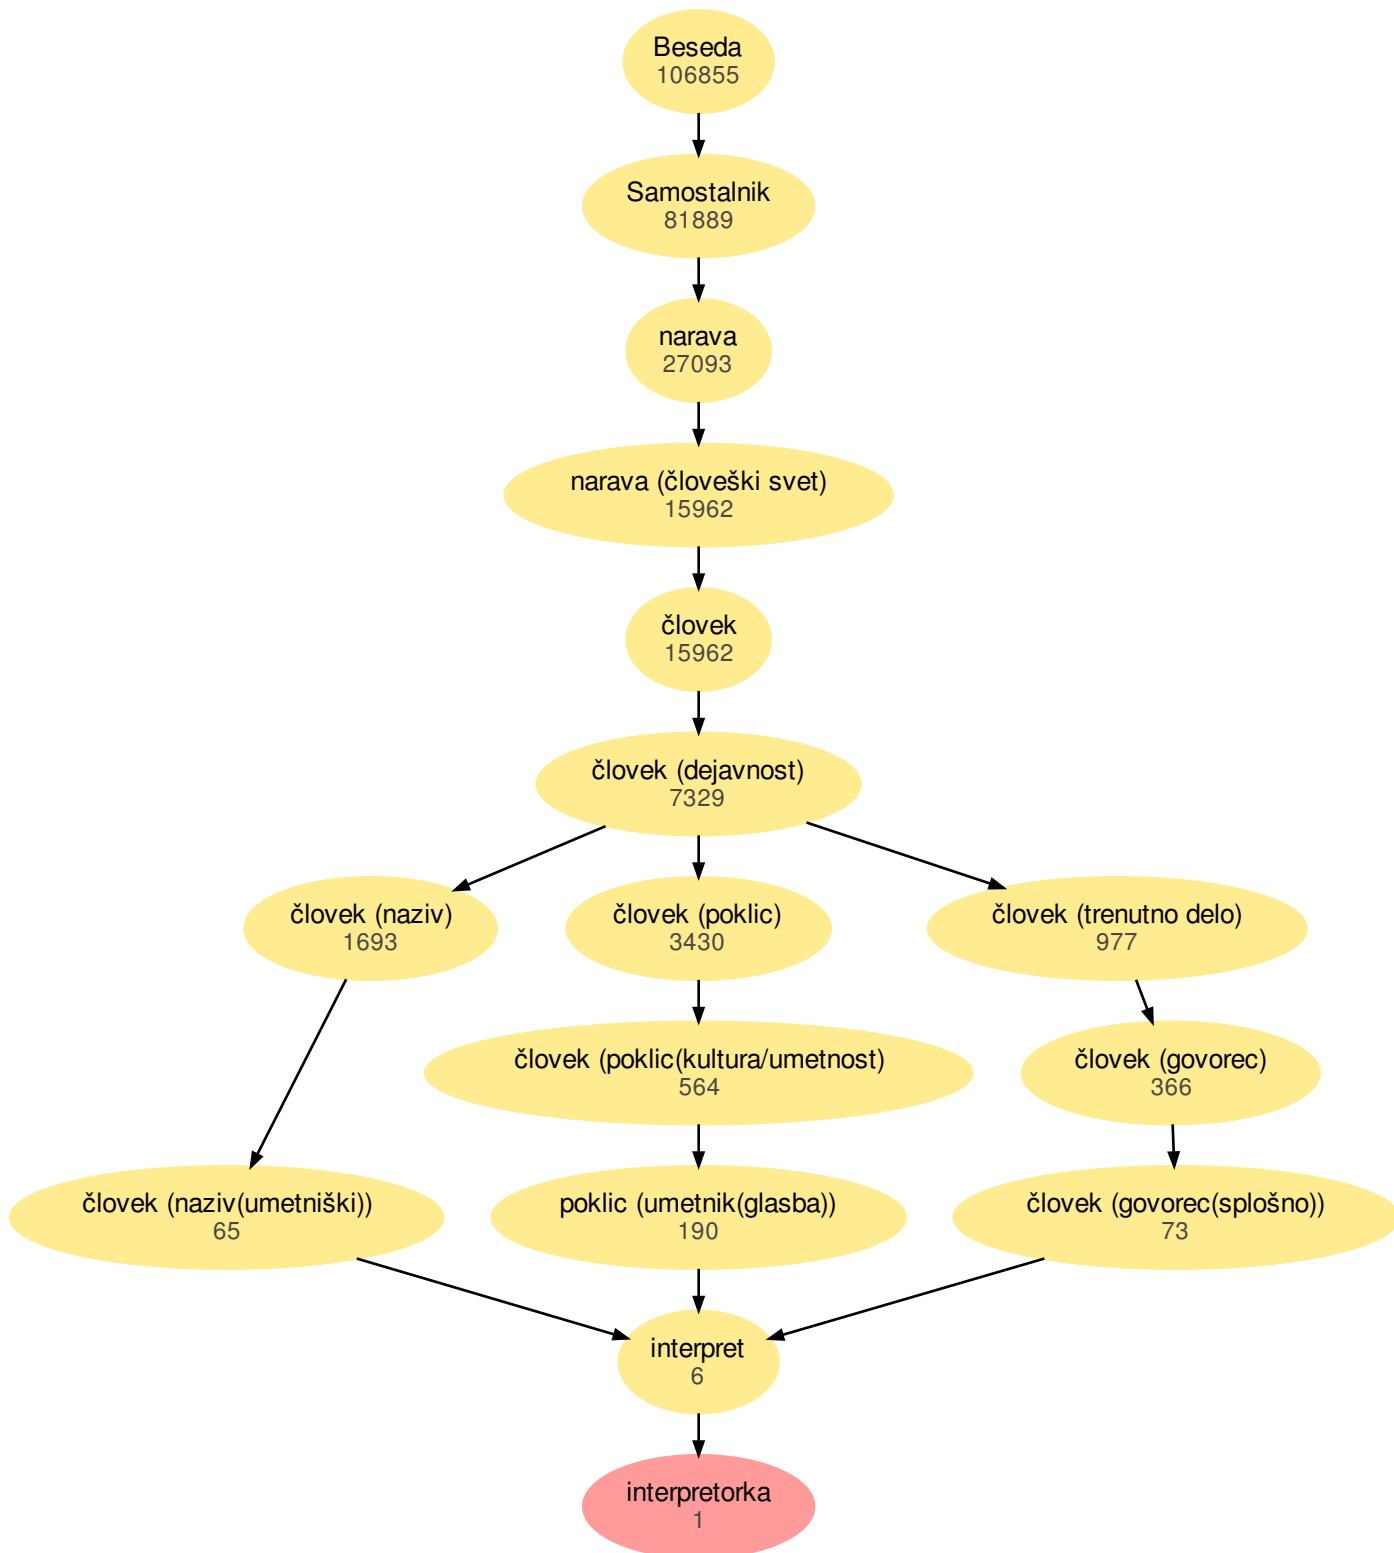 Beseda
106855
Samostalnik
81889
narava
27093
narava (človeški svet)
15962
človek
15962
človek (dejavnost)
7329
človek (naziv)
1693
človek (poklic)
3430
človek (trenutno delo)
977
človek (poklic(kultura/umetnost)
564
človek (govorec)
366
človek (naziv(umetniški))
65
poklic (umetnik(glasba))
190
človek (govorec(splošno))
73
interpret
6
interpretorka
1